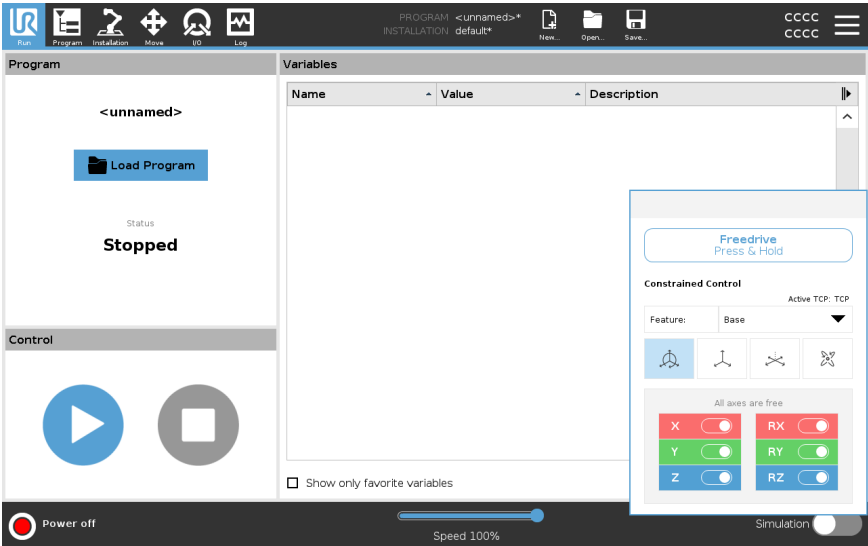 UR
Run
Program
Installation
Move
I/O
Log
PROGRAM <unnamed>*
INSTALLATION default*
New...
Open...
Save...
CCCC
CCCC
Program
<unnamed>
Load Program
Status
Stopped
Control
Variables
Name
Value
Description
Show only favorite variables
Freedrive
Press & Hold
Constrained Control
Active TCP: TCP
Feature: Base
All axes are free
X RX
Y RY
Z RZ
Power off
Speed 100%
Simulation